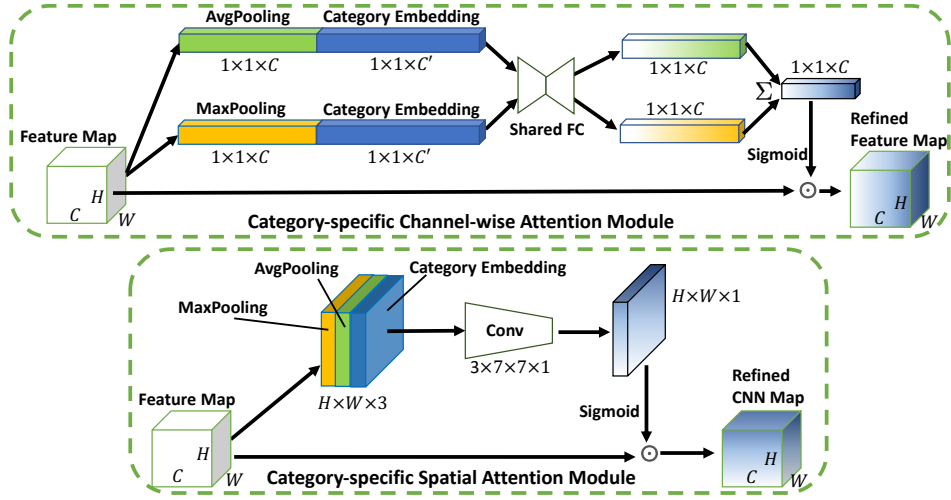 AvgPooling Category Embedding
1×1×C 1×1×C′
MaxPooling Category Embedding
1×1×C 1×1×C′
Shared FC
1×1×C
1×1×C
Σ
1×1×C
Sigmoid
Feature Map
C H W
⊙
Refined
Feature Map
C H W
Category-specific Channel-wise Attention Module
AvgPooling
Category Embedding
MaxPooling
H×W×3
Conv
3×7×7×1
H×W×1
Sigmoid
Feature Map
C H W
⊙
Refined
CNN Map
C H W
Category-specific Spatial Attention Module